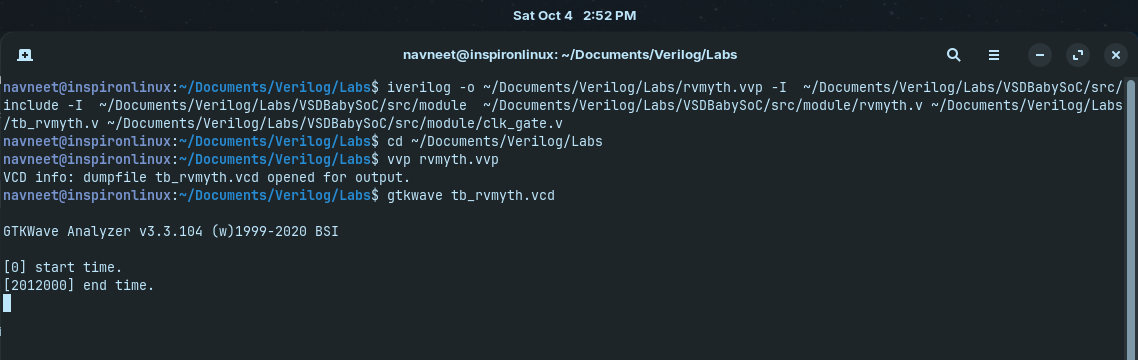 Sat Oct 4 2:52 PM
navneet@inspironlinux: ~/Documents/Verilog/Labs
navneet@inspironlinux:~/Documents/Verilog/Labs$ iverilog -o ~/Documents/Verilog/Labs/rvmyth.vvp -I  ~/Documents/Verilog/Labs/VSDBabySoC/src/
include -I  ~/Documents/Verilog/Labs/VSDBabySoC/src/module  ~/Documents/Verilog/Labs/VSDBabySoC/src/module/rvmyth.v ~/Documents/Verilog/Labs
/tb_rvmyth.v ~/Documents/Verilog/Labs/VSDBabySoC/src/module/clk_gate.v
navneet@inspironlinux:~/Documents/Verilog/Labs$ cd ~/Documents/Verilog/Labs
navneet@inspironlinux:~/Documents/Verilog/Labs$ vvp rvmyth.vvp
VCD info: dumpfile tb_rvmyth.vcd opened for output.
navneet@inspironlinux:~/Documents/Verilog/Labs$ gtkwave tb_rvmyth.vcd
GTKWave Analyzer v3.3.104 (w)1999-2020 BSI
[0] start time.
[2012000] end time.